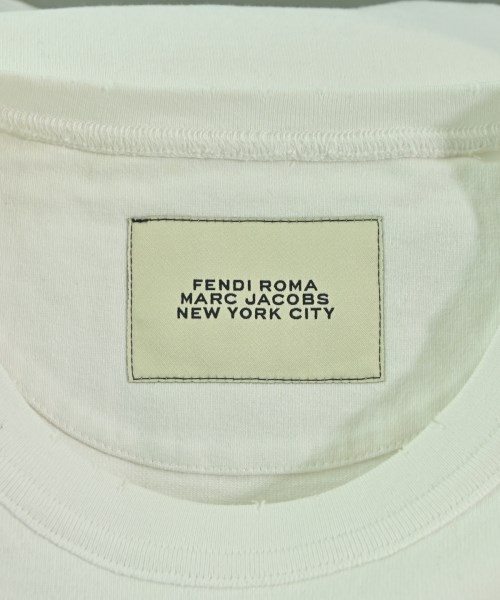 FENDI ROMA
MARC JACOBS
NEW YORK CITY